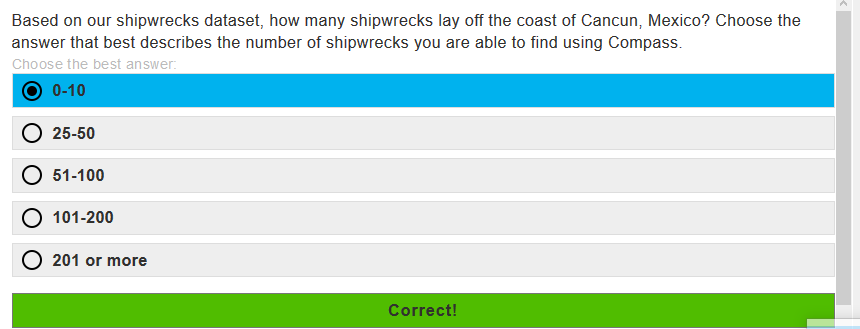 Based on our shipwrecks dataset, how many shipwrecks lay off the coast of Cancun, Mexico? Choose the
answer that best describes the number of shipwrecks you are able to find using Compass.
Choose the best answer:
0-10
25-50
51-100
101-200
201 or more
Correct!